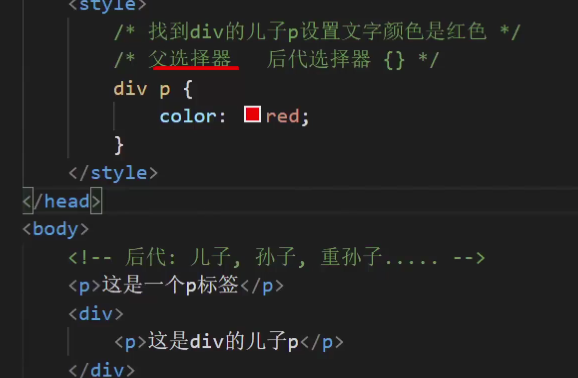 <style>
/* 找到div的儿子p设置文字颜色是红色 */
/* 父选择器 后代选择器 {} */
div p {
color: red;
}
</style>
</head>
<body>
<!-- 后代: 儿子, 孙子, 重孙子..... -->
<p>这是一个p标签</p>
<div>
<p>这是div的儿子p</p>
</div>